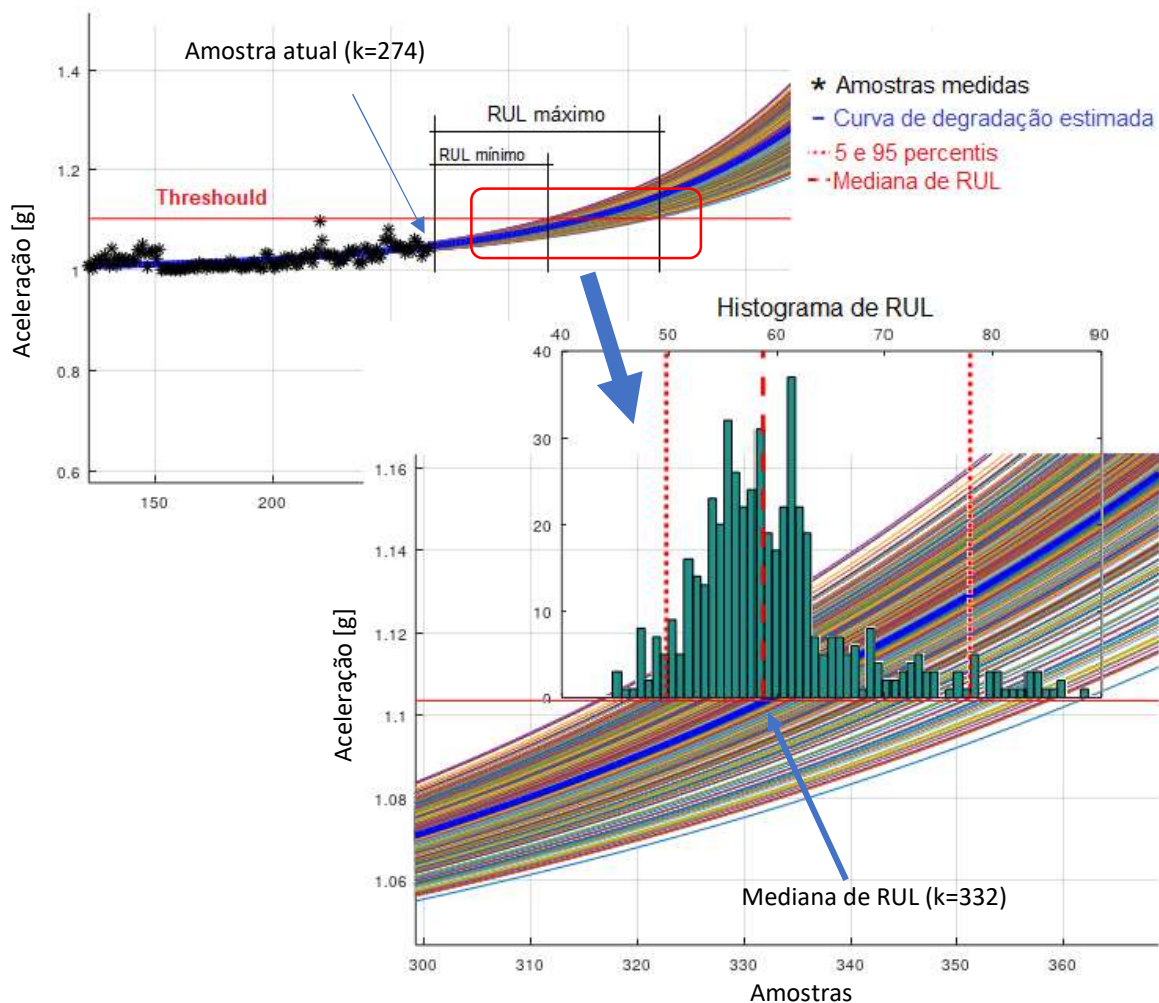 Amostra atual (k=274)
1.4
1.2
1
0.8
0.6
Aceleração [g]
150
200
RUL máximo
RUL mínimo
Threshould
* Amostras medidas
- Curva de degradação estimada
5 e 95 percentis
Mediana de RUL
Histograma de RUL
40
50
60
70
80
90
40
30
20
10
0
1.16
1.14
1.12
1.1
1.08
1.06
Aceleração [g]
Mediana de RUL (k=332)
300
310
320
330
340
350
360
Amostras